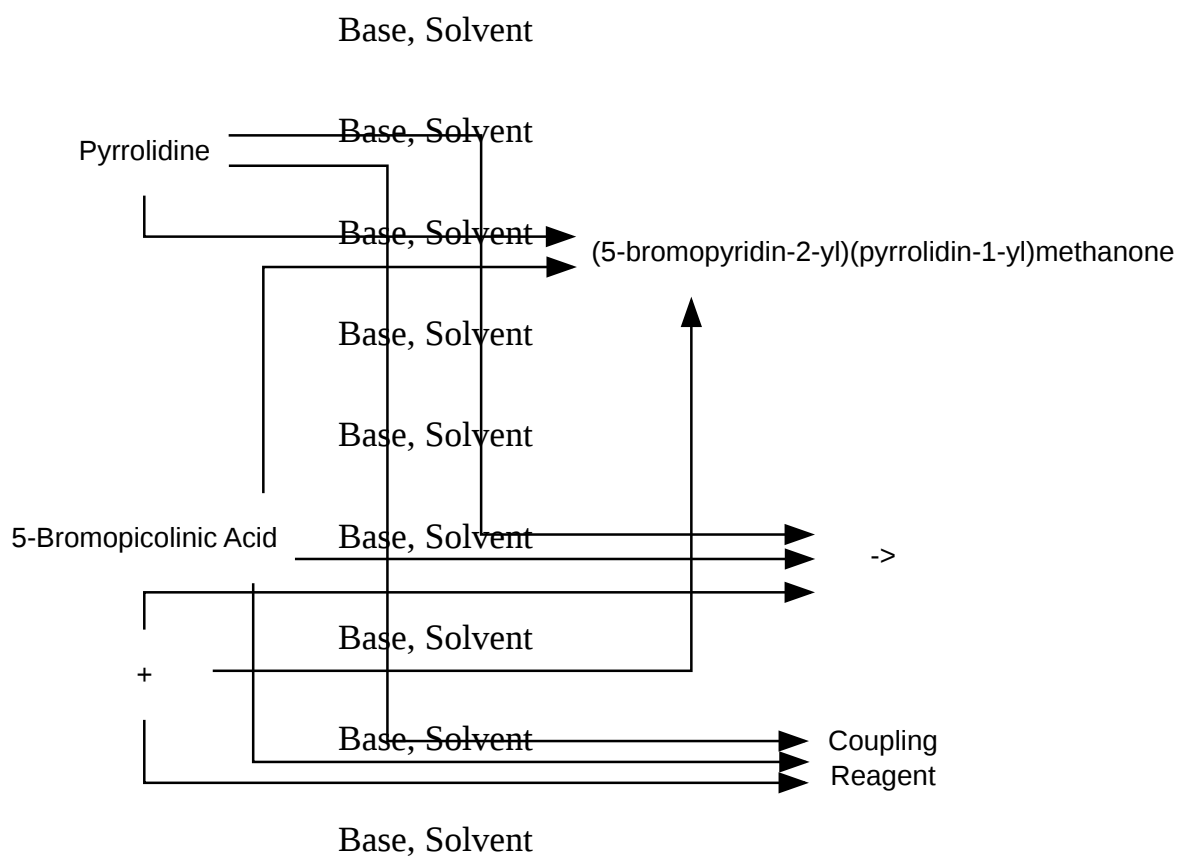 Base, Solvent
Base, Solvent
Pyrrolidine
Base, Solvent
(5-bromopyridin-2-yl)(pyrrolidin-1-yl)methanone
Base, Solvent
Base, Solvent
5-Bromopicolinic Acid
Base, Solvent
->
Base, Solvent
+
Base, Solvent
Coupling
Reagent
Base, Solvent